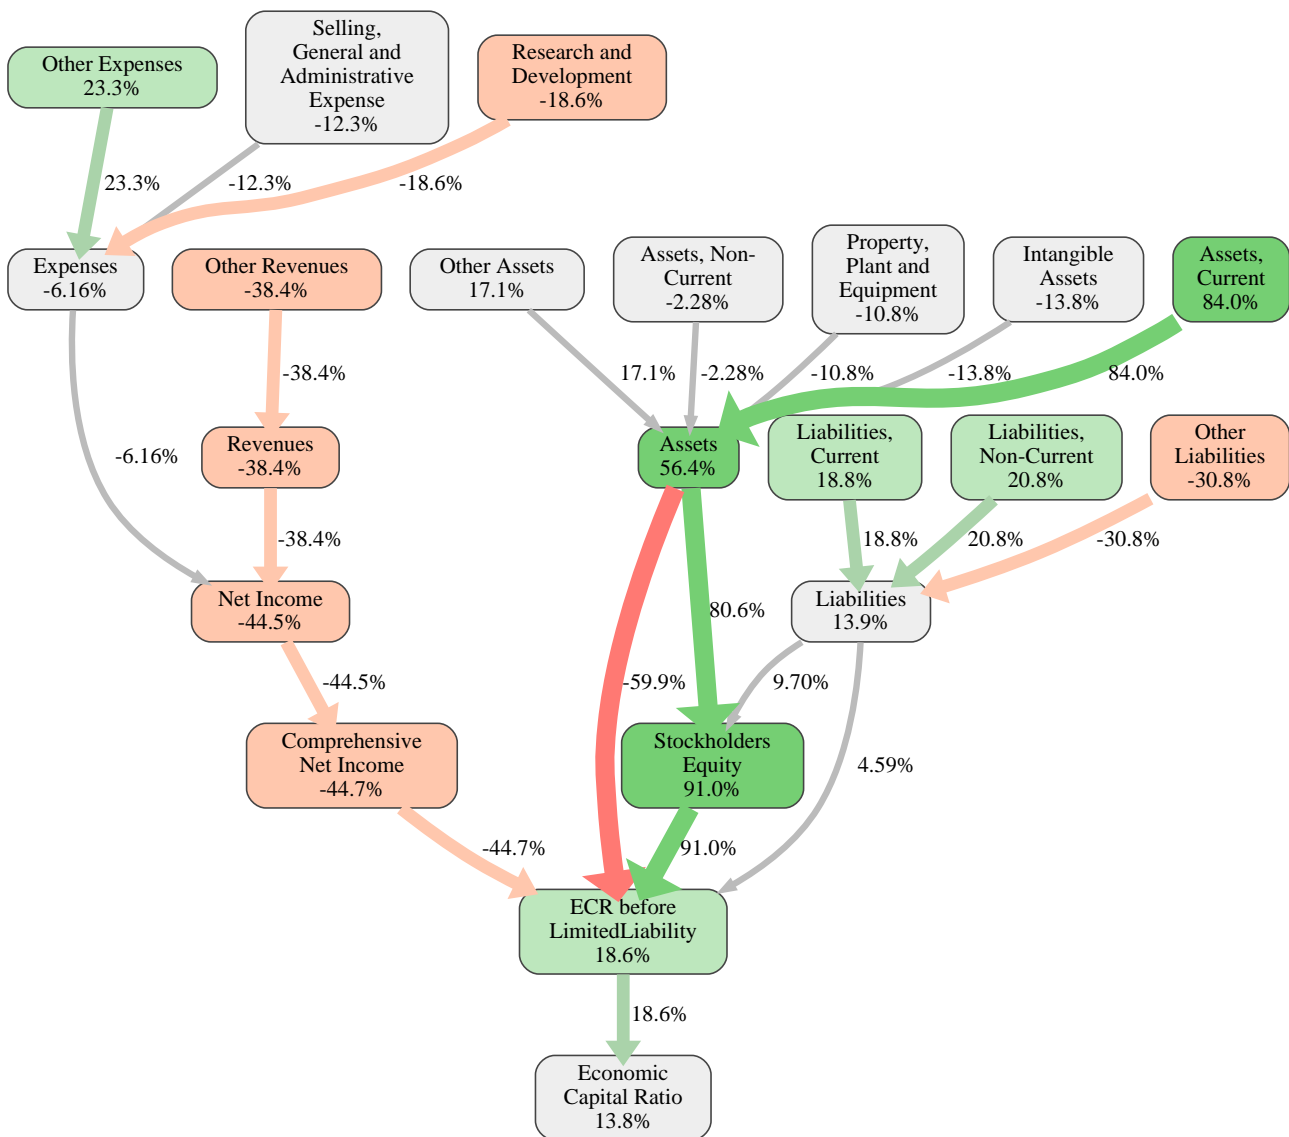 Selling,
General and
Administrative
Expense
-12.3%
Other Expenses
23.3%
Research and
Development
-18.6%
23.3%
-12.3%
-18.6%
Expenses
-6.16%
Other Revenues
-38.4%
Other Assets
17.1%
Assets, Non-
Current
-2.28%
Property,
Plant and
Equipment
-10.8%
Intangible
Assets
-13.8%
Assets,
Current
84.0%
-38.4%
17.1%
-2.28%
-10.8%
-13.8%
84.0%
-6.16%
Revenues
-38.4%
Assets
56.4%
Liabilities,
Current
18.8%
Liabilities,
Non-Current
20.8%
Other
Liabilities
-30.8%
-38.4%
18.8%
20.8%
-30.8%
Net Income
-44.5%
80.6%
Liabilities
13.9%
-44.5%
-59.9%
9.70%
Comprehensive
Net Income
-44.7%
Stockholders
Equity
91.0%
4.59%
-44.7%
91.0%
ECR before
LimitedLiability
18.6%
18.6%
Economic
Capital Ratio
13.8%